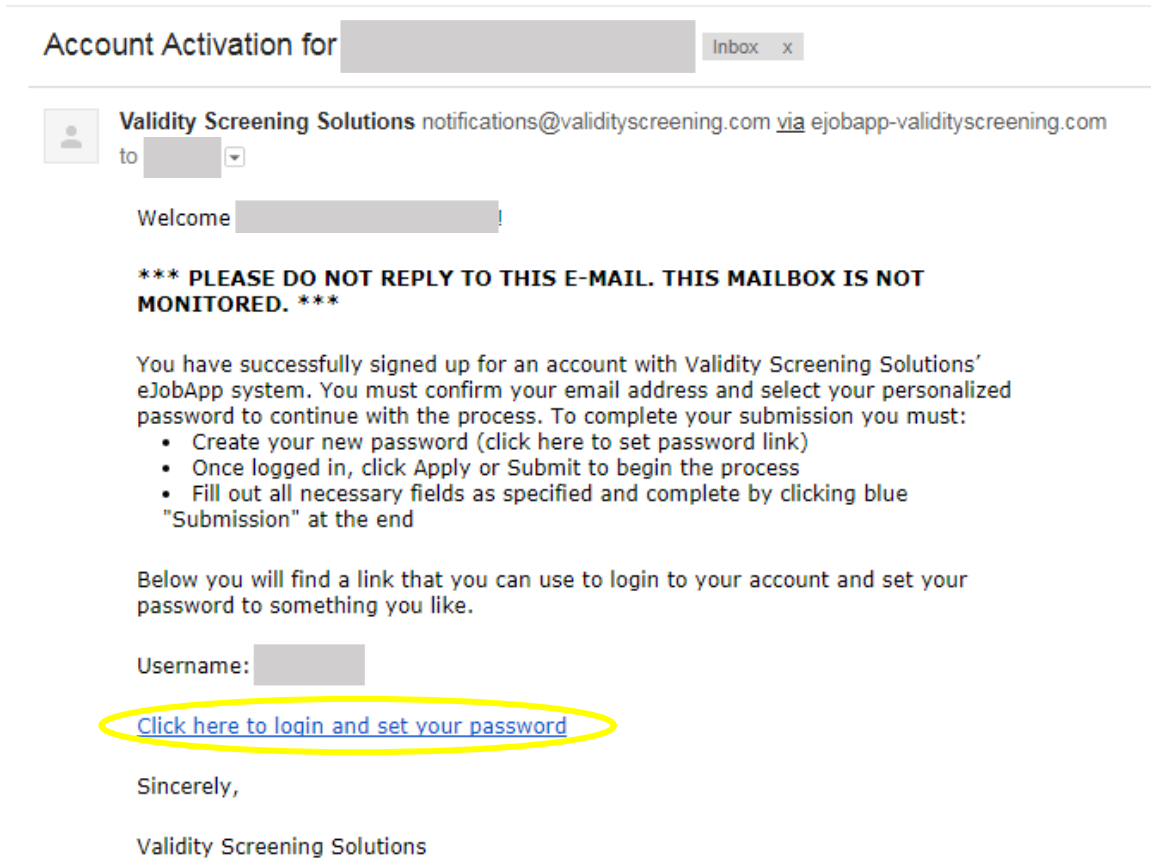 Account Activation for
Inbox x
Validity Screening Solutions notifications@validityscreening.com via ejobapp-validityscreening.com
to
Welcome !
*** PLEASE DO NOT REPLY TO THIS E-MAIL. THIS MAILBOX IS NOT
MONITORED. ***
You have successfully signed up for an account with Validity Screening Solutions’
eJobApp system. You must confirm your email address and select your personalized
password to continue with the process. To complete your submission you must:
• Create your new password (click here to set password link)
• Once logged in, click Apply or Submit to begin the process
• Fill out all necessary fields as specified and complete by clicking blue
"Submission" at the end
Below you will find a link that you can use to login to your account and set your
password to something you like.
Username:
Click here to login and set your password
Sincerely,
Validity Screening Solutions